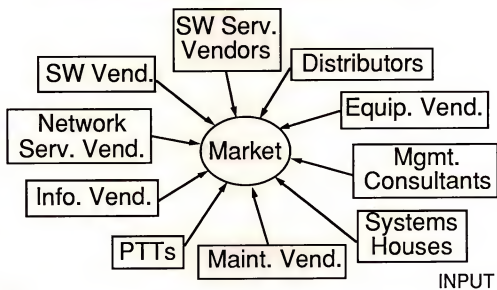 SW Serv.
Vendors
SW Vend.
Distributors
Equip. Vend.
Network
Serv. Vend.
Market
Mgmt.
Consultants
Info. Vend.
Systems
Houses
PTTs
Maint. Vend.
INPUT